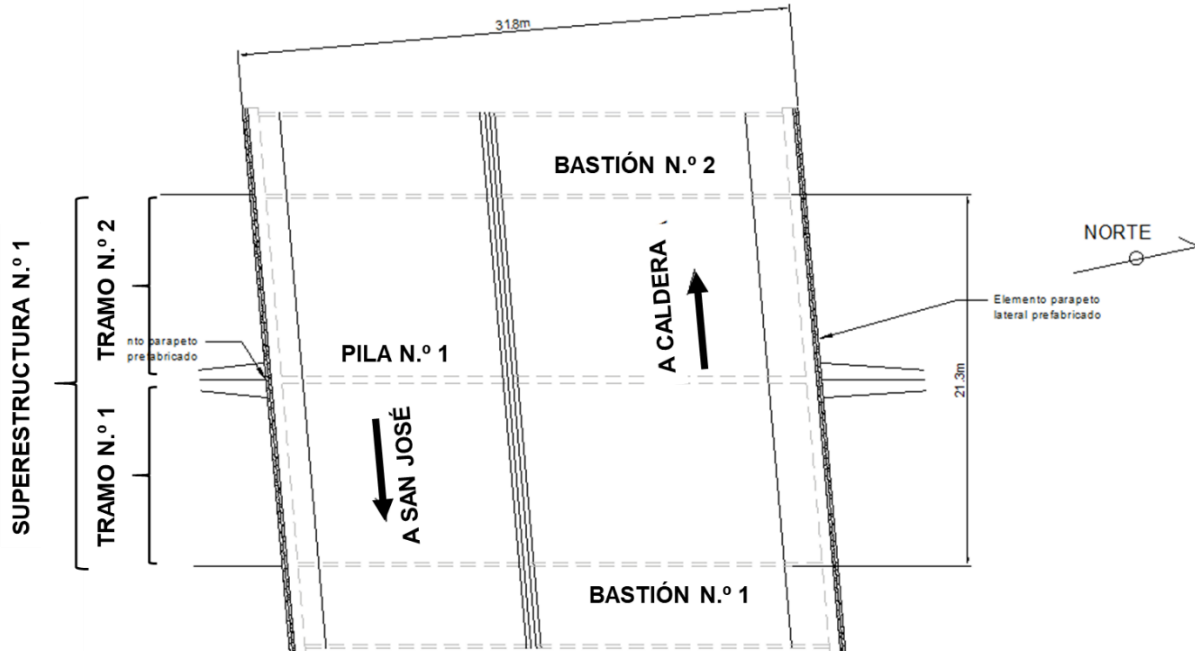 31.8m
BASTIÓN N.º 2
SUPERESTRUCTURA N.º 1
TRAMO N.º 2
A CALDERA
NORTE
Elemento parapeto
lateral prefabricado
nto parapeto
prefabricado
PILA N.º 1
21.3m
TRAMO N.º 1
A SAN JOSÉ
BASTIÓN N.º 1